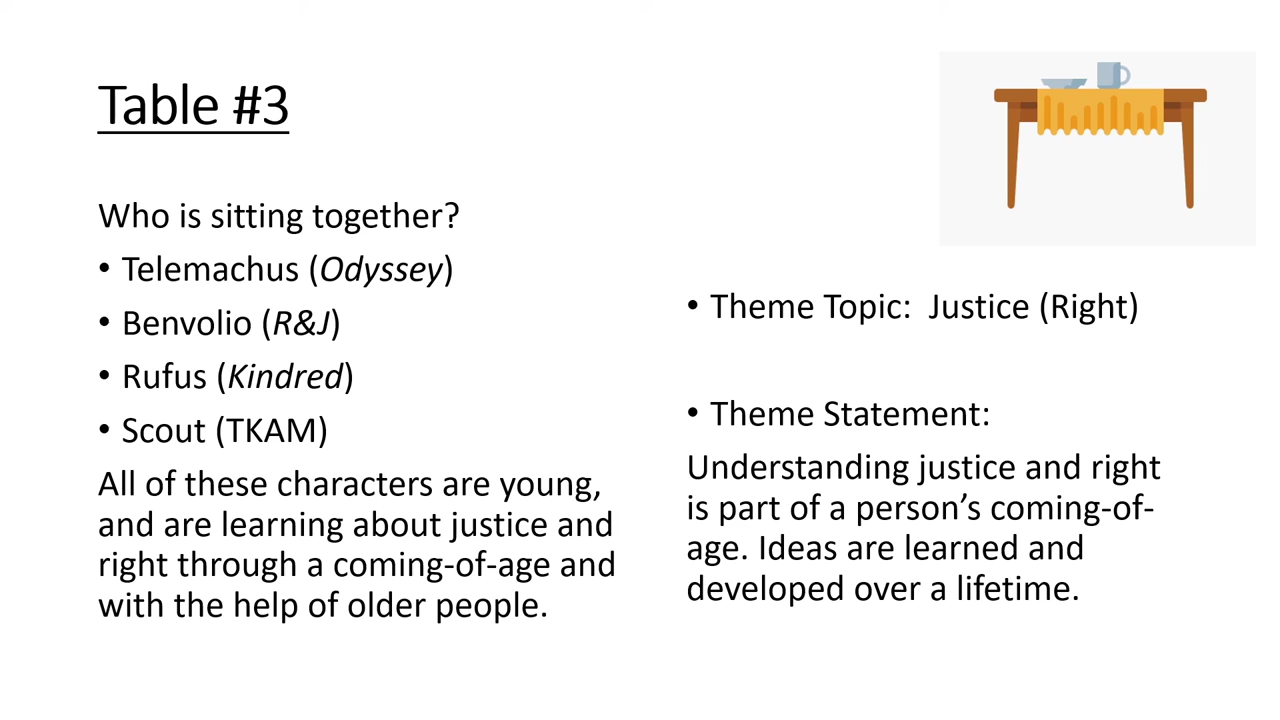 Table #3
Who is sitting together?
• Telemachus (Odyssey)
• Benvolio (R&J)
• Rufus (Kindred)
• Scout (TKAM)
All of these characters are young,
and are learning about justice and
right through a coming-of-age and
with the help of older people.
• Theme Topic:  Justice (Right)
• Theme Statement:
Understanding justice and right
is part of a person’s coming-of-
age. Ideas are learned and
developed over a lifetime.